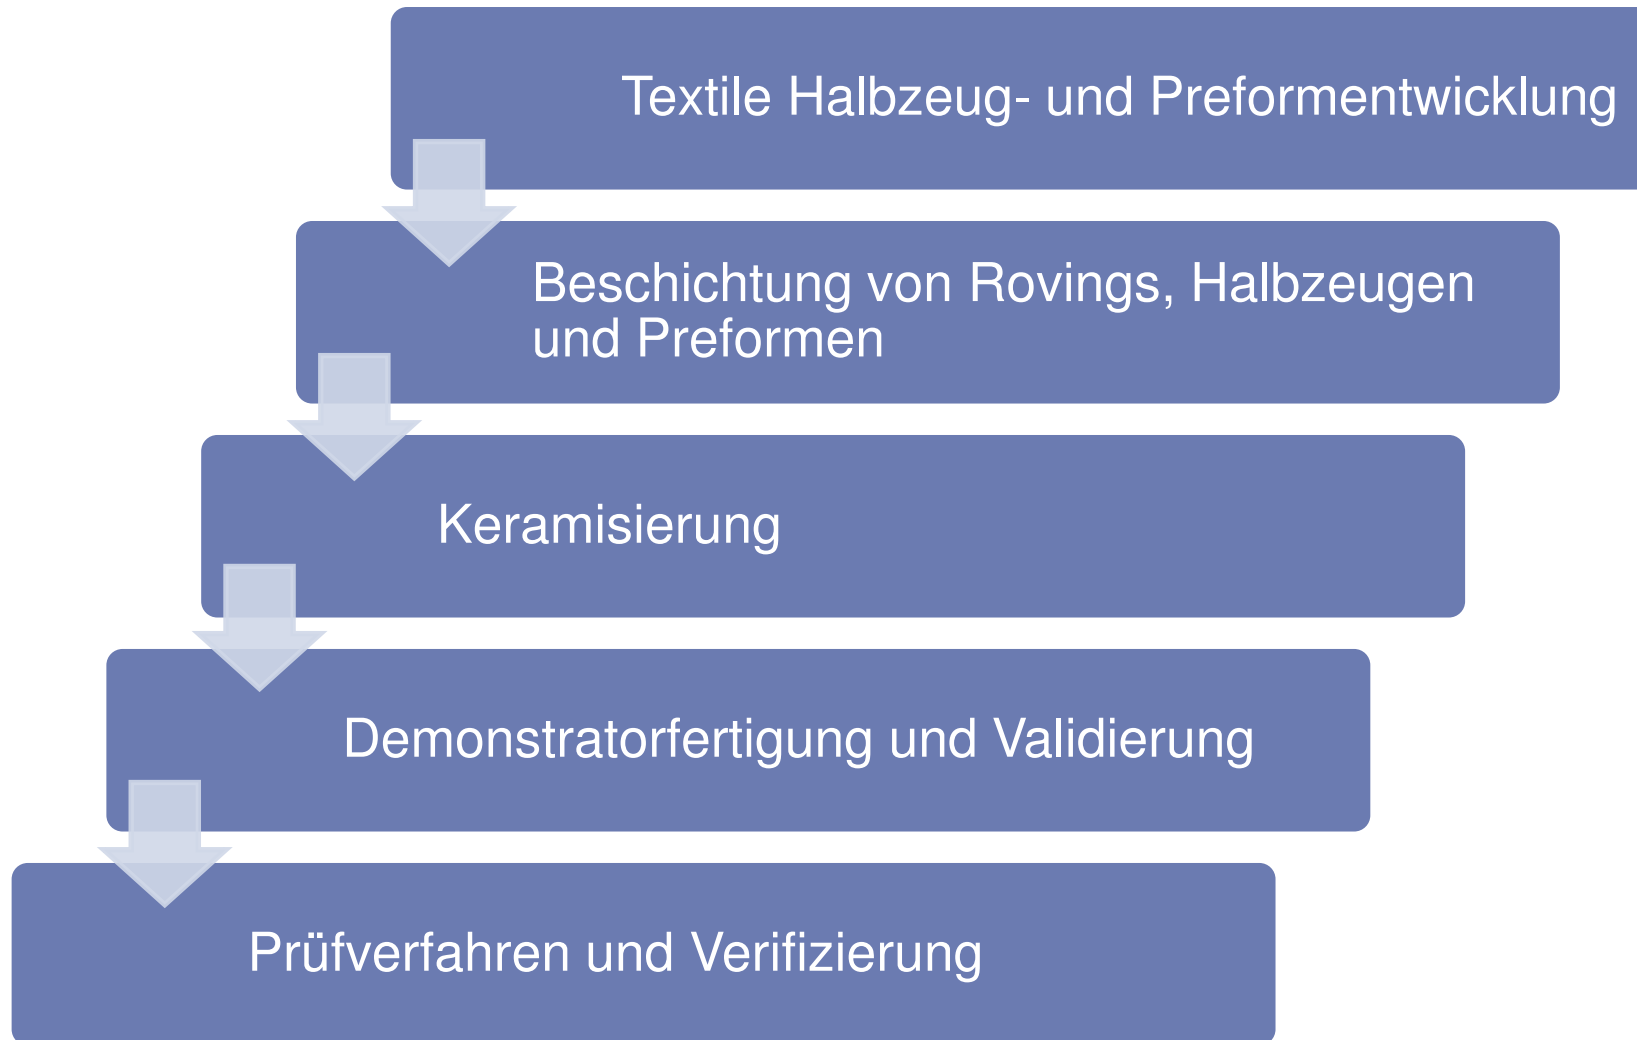 Textile Halbzeug- und Preformentwicklung
Beschichtung von Rovings, Halbzeugen
und Preformen
Keramisierung
Demonstratorfertigung und Validierung
Prüfverfahren und Verifizierung